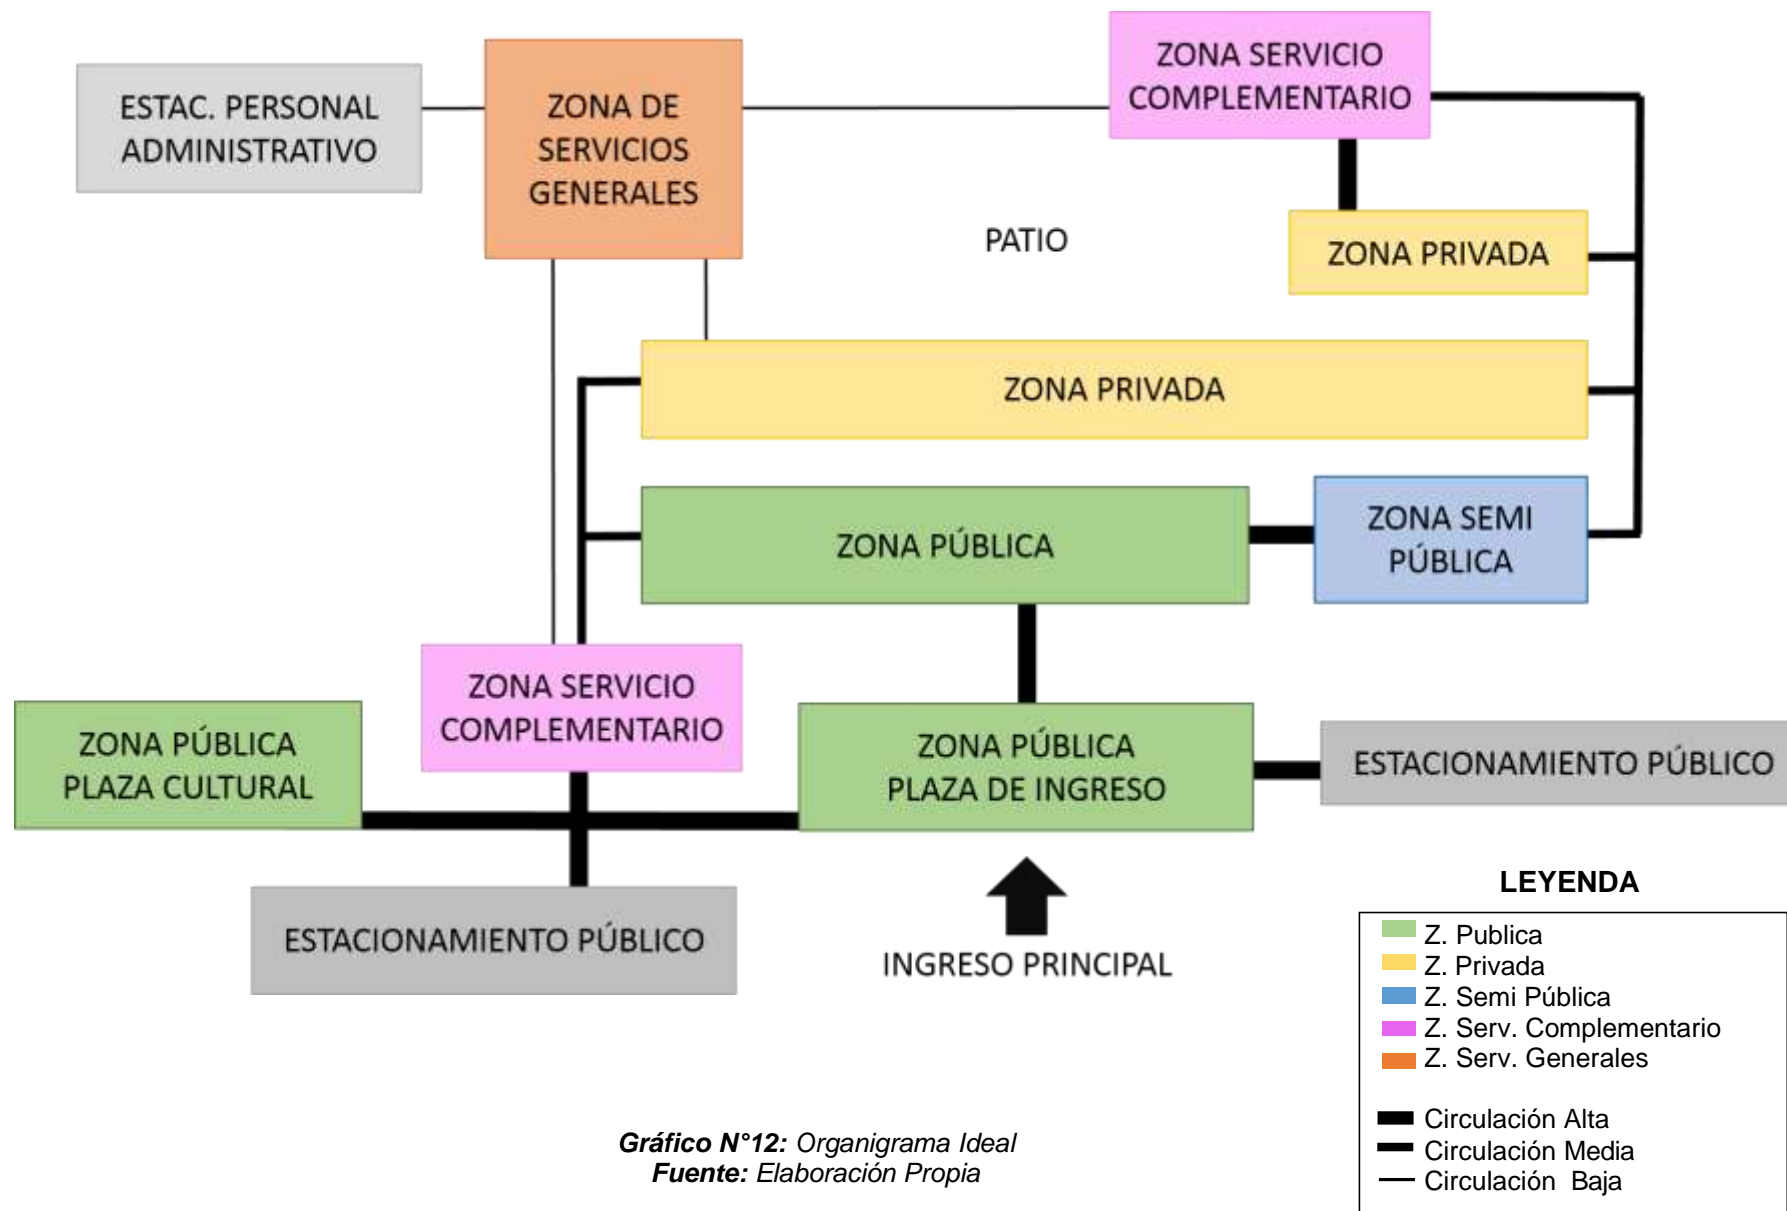 ZONA SERVICIO
COMPLEMENTARIO
ESTAC. PERSONAL
ADMINISTRATIVO
ZONA DE
SERVICIOS
GENERALES
PATIO
ZONA PRIVADA
ZONA PRIVADA
ZONA PÚBLICA
ZONA SEMI
PÚBLICA
ZONA SERVICIO
COMPLEMENTARIO
ZONA PÚBLICA
PLAZA CULTURAL
ZONA PÚBLICA
PLAZA DE INGRESO
ESTACIONAMIENTO PÚBLICO
ESTACIONAMIENTO PÚBLICO
INGRESO PRINCIPAL
LEYENDA
Z. Publica
Z. Privada
Z. Semi Pública
Z. Serv. Complementario
Z. Serv. Generales
Circulación Alta
Circulación Media
Circulación Baja
Gráfico N°12: Organigrama Ideal
Fuente: Elaboración Propia